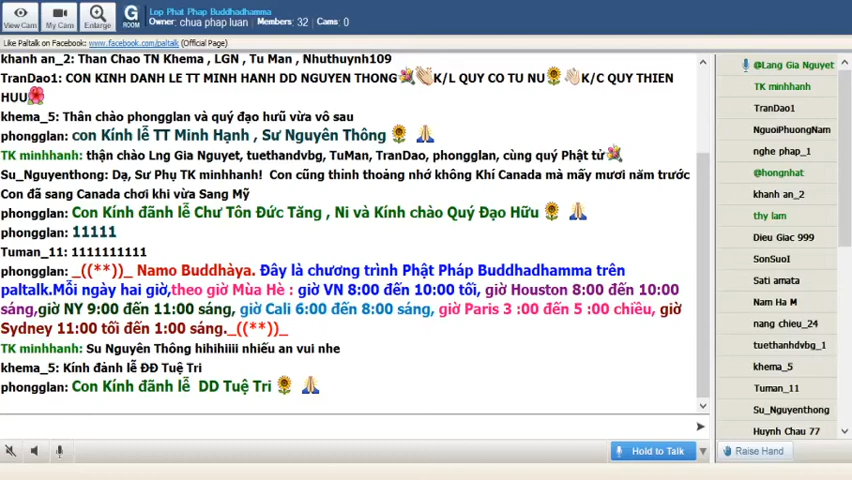 Lop Phat Phap Buddhadhamma
Owner: chua phap luan Members: 32 Cams: 0
View Cam My Cam Enlarge G ROOM
Like Paltalk on Facebook: www.facebook.com/paltalk (Official Page)
khanh an_2: Than Chao TN Khema , LGN , Tu Man , Nhuthuynh109
TranDao1: CON KINH DANH LE TT MINH HANH DD NGUYEN THONG K/L QUY CO TU NU K/C QUY THIEN
HUU
khema_5: Thân chào phongglan và quý đạo hưũ vừa vô sau
phongglan: con Kính lễ TT Minh Hạnh , Sư Nguyên Thông
TK minhhanh: thận chào Lng Gia Nguyet, tuethandvbg, TuMan, TranDao, phongglan, cùng quý Phật tử
Su_Nguyenthong: Dạ, Sư Phụ TK minhhanh! Con cũng thỉnh thoảng nhớ không Khí Canada mà mấy mươi năm trước
Con đã sang Canada chơi khi vừa Sang Mỹ
phongglan: Con Kính đãnh lễ Chư Tôn Đức Tăng , Ni và Kính chào Quý Đạo Hữu
phongglan: 11111
Tuman_11: 1111111111
phongglan: _((**))_ Namo Buddhàya. Đây là chương trình Phật Pháp Buddhadhamma trên
paltalk.Mỗi ngày hai giờ,theo giờ Mùa Hè : giờ VN 8:00 đến 10:00 tối, giờ Houston 8:00 đến 10:00
sáng,giờ NY 9:00 đến 11:00 sáng, giờ Cali 6:00 đến 8:00 sáng, giờ Paris 3 :00 đến 5 :00 chiều, giờ
Sydney 11:00 tối đến 1:00 sáng._((**))_
TK minhhanh: Su Nguyên Thông hihihiiii nhiếu an vui nhe
khema_5: Kính đảnh lễ ĐĐ Tuệ Trí
phongglan: Con Kính đãnh lễ DD Tuệ Tri
Hold to Talk
@Lang Gia Nguyet
TK minhhanh
TranDao1
NguoiPhuongNam
nghe phap_1
@hongnhat
khanh an_2
thy lam
Dieu Giac 999
SonSuoI
Sati amata
Nam Ha M
nang chieu_24
tuethandvbg_1
khema_5
Tuman_11
Su_Nguyenthong
Huynh Chau 77
Raise Hand